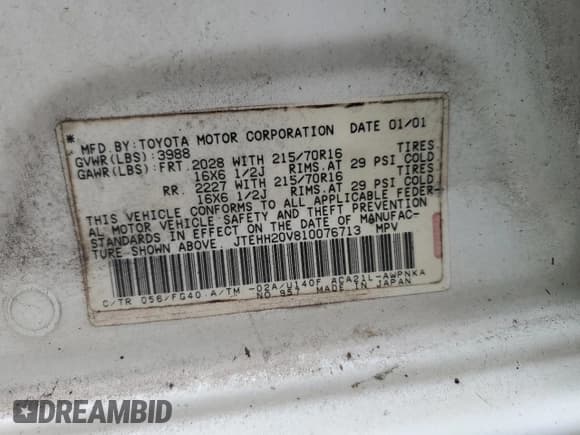 * MFD.BY:TOYOTA MOTOR CORPORATION DATE 01/01
GVWR(LBS):3988
GAWR(LBS):FRT.2028 WITH 215/70R16 TIRES
16X6 1/2J RIMS.AT 29 PSI COLD
RR. 2227 WITH 215/70R16 TIRES
16X6 1/2J RIMS.AT 29 PSI COLD
THIS VEHICLE CONFORMS TO ALL APPLICABLE FEDER-
AL MOTOR VEHICLE SAFETY AND THEFT PREVENTION
STANDARDS IN EFFECT ON THE DATE OF MANUFAC-
TURE SHOWN ABOVE. JTEHH20V810076713 MPV
C/TR 056/FG40 A/TM -02A/U140F ACA21L-AWPNKA
NO 957 MADE IN JAPAN
DREAMBID